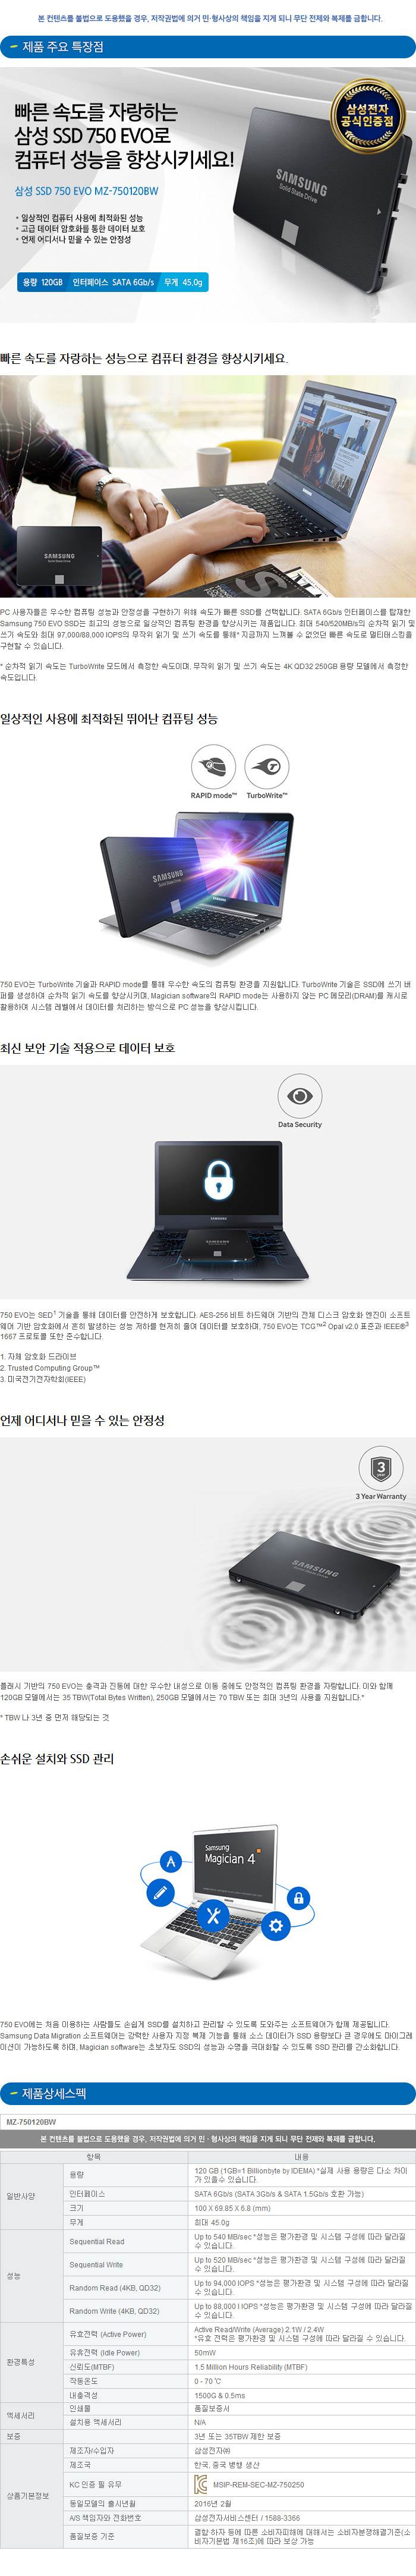 본 컨텐츠를 불법으로 도용했을 경우, 저작권법에 의거 민·형사상의 책임을 지게 되니 무단 전제와 복제를 금합니다.
제품 주요 특장점
빠른 속도를 자랑하는
삼성 SSD 750 EVO로
컴퓨터 성능을 향상시키세요!
삼성전자
공식인증점
삼성 SSD 750 EVO MZ-750120BW
* 일상적인 컴퓨터 사용에 최적화된 성능
* 고급 데이터 암호화를 통한 데이터 보호
* 언제 어디서나 믿을 수 있는 안정성
용량 120GB 인터페이스 SATA 6Gb/s 무게 45.0g
SAMSUNG
Solid State Drive
빠른 속도를 자랑하는 성능으로 컴퓨터 환경을 향상시키세요.
SAMSUNG
PC 사용자들은 우수한 컴퓨팅 성능과 안정성을 구현하기 위해 속도가 빠른 SSD를 선택합니다. SATA 6Gb/s 인터페이스를 탑재한
Samsung 750 EVO SSD는 최고의 성능으로 일상적인 컴퓨팅 환경을 향상시키는 제품입니다. 최대 540/520MB/s의 순차적 읽기 및
쓰기 속도와 최대 97,000/88,000 IOPS의 무작위 읽기 및 쓰기 속도를 통해* 지금까지 느껴볼 수 없었던 빠른 속도로 멀티태스킹을
구현할 수 있습니다.
* 순차적 읽기 속도는 TurboWrite 모드에서 측정한 속도이며, 무작위 읽기 및 쓰기 속도는 4K QD32 250GB 용량 모델에서 측정한
속도입니다.
일상적인 사용에 최적화된 뛰어난 컴퓨팅 성능
RAPID mode™ TurboWrite™
SAMSUNG
750 EVO는 TurboWrite 기술과 RAPID mode를 통해 우수한 속도의 컴퓨팅 환경을 지원합니다. TurboWrite 기술은 SSD에 쓰기 버
퍼를 생성하여 순차적 읽기 속도를 향상시키며, Magician software의 RAPID mode는 사용하지 않는 PC 메모리(DRAM)를 캐시로
활용하여 시스템 레벨에서 데이터를 처리하는 방식으로 PC 성능을 향상시킵니다.
최신 보안 기술 적용으로 데이터 보호
Data Security
SAMSUNG
SAMSUNG
750 EVO는 SED1 기술을 통해 데이터를 안전하게 보호합니다. AES-256 비트 하드웨어 기반의 전체 디스크 암호화 엔진이 소프트
웨어 기반 암호화에서 흔히 발생하는 성능 저하를 현저히 줄여 데이터를 보호하며, 750 EVO는 TCG™2 Opal v2.0 표준과 IEEE®3
1667 프로토콜 또한 준수합니다.
1. 자체 암호화 드라이브
2. Trusted Computing Group™
3. 미국전기전자학회(IEEE)
언제 어디서나 믿을 수 있는 안정성
3
3 Year Warranty
SAMSUNG
플래시 기반의 750 EVO는 충격과 진동에 대한 우수한 내성으로 이동 중에도 안정적인 컴퓨팅 환경을 자랑합니다. 이와 함께
120GB 모델에서는 35 TBW(Total Bytes Written), 250GB 모델에서는 70 TBW 또는 최대 3년의 사용을 지원합니다.*
* TBW 나 3년 중 먼저 해당되는 것
손쉬운 설치와 SSD 관리
Samsung
Magician 4
A
750 EVO에는 처음 이용하는 사람들도 손쉽게 SSD를 설치하고 관리할 수 있도록 도와주는 소프트웨어가 함께 제공됩니다.
Samsung Data Migration 소프트웨어는 강력한 사용자 지정 복제 기능을 통해 소스 데이터가 SSD 용량보다 큰 경우에도 마이그레
이션이 가능하도록 하며, Magician software는 초보자도 SSD의 성능과 수명을 극대화할 수 있도록 SSD 관리를 간소화합니다.
제품상세스펙
MZ-750120BW
본 컨텐츠를 불법으로 도용했을 경우, 저작권법에 의거 민·형사상의 책임을 지게 되니 무단 전제와 복제를 금합니다.
항목 내용
일반사양 용량 120 GB (1GB=1 Billionbyte by IDEMA) *실제 사용 용량은 다소 차이
가 있을수 있습니다.
인터페이스 SATA 6Gb/s (SATA 3Gb/s & SATA 1.5Gb/s 호환 가능)
크기 100 X 69.85 X 6.8 (mm)
무게 최대 45.0g
성능 Sequential Read Up to 540 MB/sec *성능은 평가환경 및 시스템 구성에 따라 달라질
수 있습니다.
Sequential Write Up to 520 MB/sec *성능은 평가환경 및 시스템 구성에 따라 달라질
수 있습니다.
Random Read (4KB, QD32) Up to 94,000 IOPS *성능은 평가환경 및 시스템 구성에 따라 달라질
수 있습니다.
Random Write (4KB, QD32) Up to 88,000 I IOPS *성능은 평가환경 및 시스템 구성에 따라 달라질
수 있습니다.
환경특성 유효전력 (Active Power) Active Read/Write (Average) 2.1W / 2.4W
*유효 전력은 평가환경 및 시스템 구성에 따라 달라질 수 있습니다.
유휴전력 (Idle Power) 50mW
신뢰도(MTBF) 1.5 Million Hours Reliability (MTBF)
작동온도 0 - 70 ℃
내충격성 1500G & 0.5ms
액세서리 인쇄물 품질보증서
설치용 액세서리 N/A
보증 3년 또는 35TBW 제한 보증
상품기본정보 제조자/수입자 삼성전자㈜
제조국 한국, 중국 병행 생산
KC 인증 필 유무 MSIP-REM-SEC-MZ-750250
동일모델의 출시년월 2016년 2월
A/S 책임자와 전화번호 삼성전자서비스센터 / 1588-3366
품질보증 기준 결함·하자 등에 따른 소비자피해에 대해서는 소비자분쟁해결기준(소
비자기본법 제16조)에 따라 보상 가능